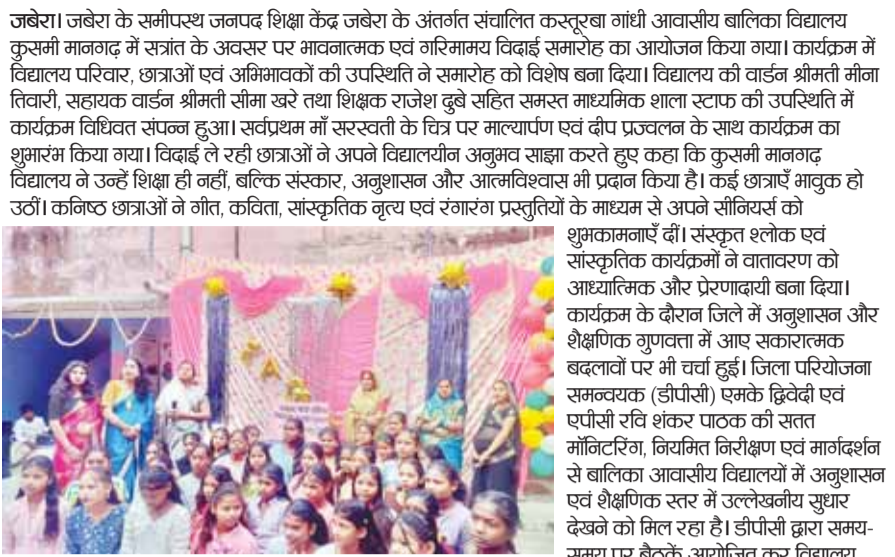 जबेरा। जबेरा के समीपस्थ जनपद शिक्षा केंद्र जबेरा के अंतर्गत संचालित कस्तूरबा गांधी आवासीय बालिका विद्यालय
कुसमी मानगढ़ में सत्रांत के अवसर पर भावनात्मक एवं गरिमामय विदाई समारोह का आयोजन किया गया। कार्यक्रम में
विद्यालय परिवार, छात्राओं एवं अभिभावकों की उपस्थिति ने समारोह को विशेष बना दिया। विद्यालय की वार्डन श्रीमती मीना
तिवारी, सहायक वार्डन श्रीमती सीमा खरे तथा शिक्षक राजेश दुबे सहित समस्त माध्यमिक शाला स्टाफ की उपस्थिति में
कार्यक्रम विधिवत संपन्न हुआ। सर्वप्रथम माँ सरस्वती के चित्र पर माल्यार्पण एवं दीप प्रज्वलन के साथ कार्यक्रम का
शुभारंभ किया गया। विदाई ले रही छात्राओं ने अपने विद्यालयीन अनुभव साझा करते हुए कहा कि कुसमी मानगढ़
विद्यालय ने उन्हें शिक्षा ही नहीं, बल्कि संस्कार, अनुशासन और आत्मविश्वास भी प्रदान किया है। कई छात्राएँ भावुक हो
उठीं। कनिष्ठ छात्राओं ने गीत, कविता, सांस्कृतिक नृत्य एवं रंगारंग प्रस्तुतियों के माध्यम से अपने सीनियर्स को
शुभकामनाएँ दीं। संस्कृत श्लोक एवं
सांस्कृतिक कार्यक्रमों ने वातावरण को
आध्यात्मिक और प्रेरणादायी बना दिया।
कार्यक्रम के दौरान जिले में अनुशासन और
शैक्षणिक गुणवत्ता में आए सकारात्मक
बदलावों पर भी चर्चा हुई। जिला परियोजना
समन्वयक (डीपीसी) एमके द्विवेदी एवं
एपीसी रवि शंकर पाठक की सतत
मॉनिटरिंग, नियमित निरीक्षण एवं मार्गदर्शन
से बालिका आवासीय विद्यालयों में अनुशासन
एवं शैक्षणिक स्तर में उल्लेखनीय सुधार
देखने को मिल रहा है। डीपीसी द्वारा समय-
समय पर बैठकें आयोजित कर विद्यालय